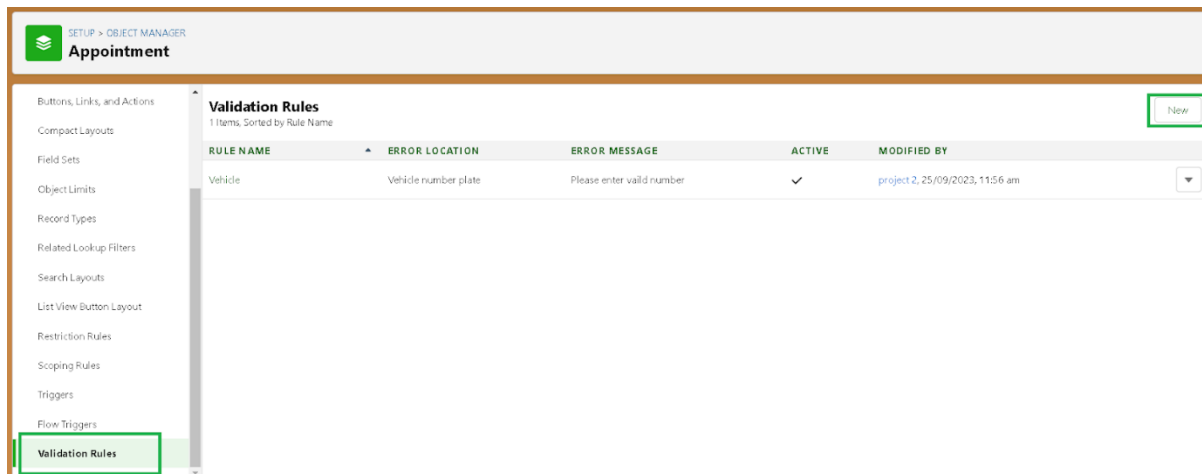 SETUP > OBJECT MANAGER
Appointment
Buttons, Links, and Actions
Compact Layouts
Field Sets
Object Limits
Record Types
Related Lookup Filters
Search Layouts
List View Button Layout
Restriction Rules
Scoping Rules
Triggers
Flow Triggers
Validation Rules
Validation Rules
1 Items, Sorted by Rule Name
New
RULE NAME ERROR LOCATION ERROR MESSAGE ACTIVE MODIFIED BY
Vehicle Vehicle number plate Please enter vaild number project 2, 25/09/2023, 11:56 am